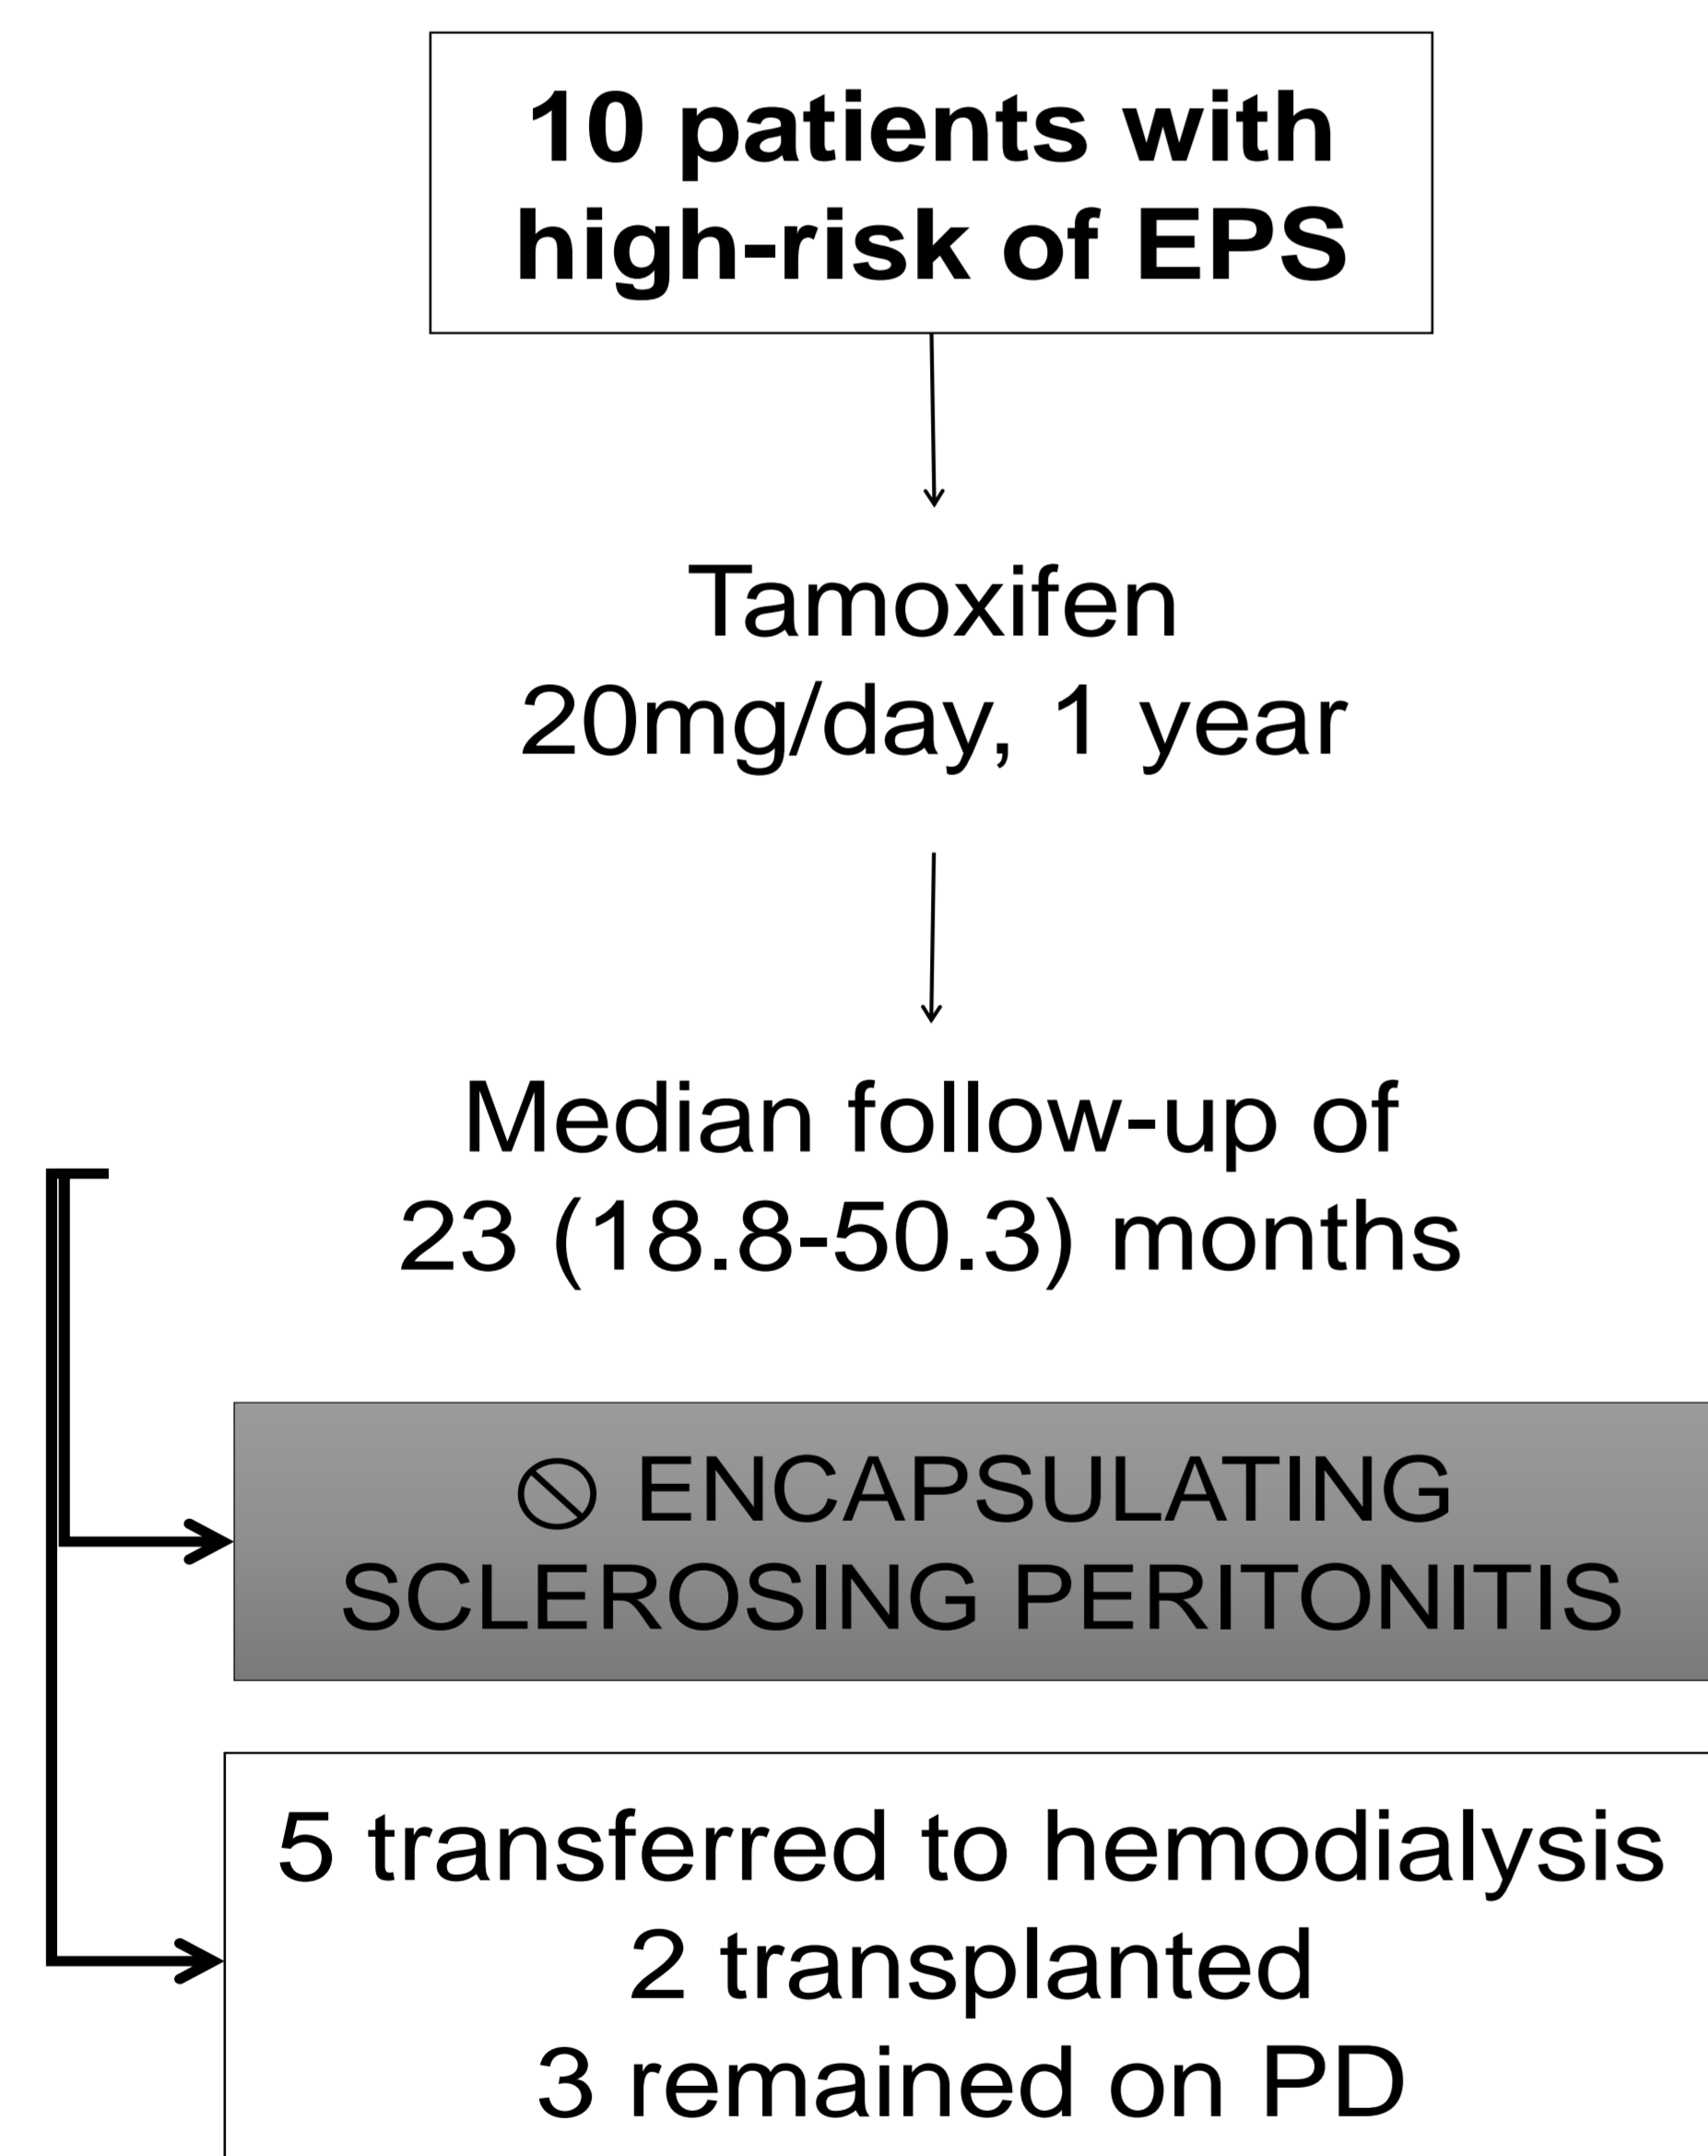 10 patients with
high-risk of EPS
Tamoxifen
20mg/day, 1 year
Median follow-up of
23 (18.8-50.3) months
⍉ ENCAPSULATING
SCLEROSING PERITONITIS
5 transferred to hemodialysis
2 transplanted
3 remained on PD